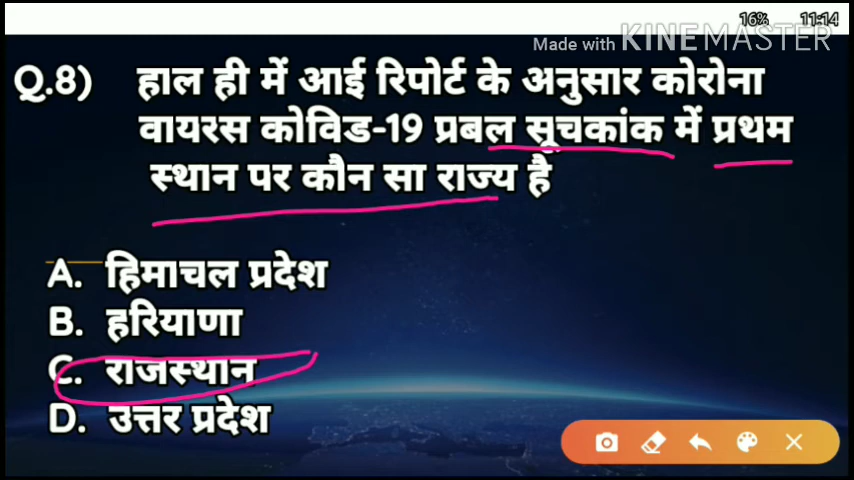 16% 11:14
Made with KINEMASTER
Q.8) हाल ही में आई रिपोर्ट के अनुसार कोरोना
वायरस कोविड-19 प्रबल सूचकांक में प्रथम
स्थान पर कौन सा राज्य है
A. हिमाचल प्रदेश
B. हरियाणा
C. राजस्थान
D. उत्तर प्रदेश